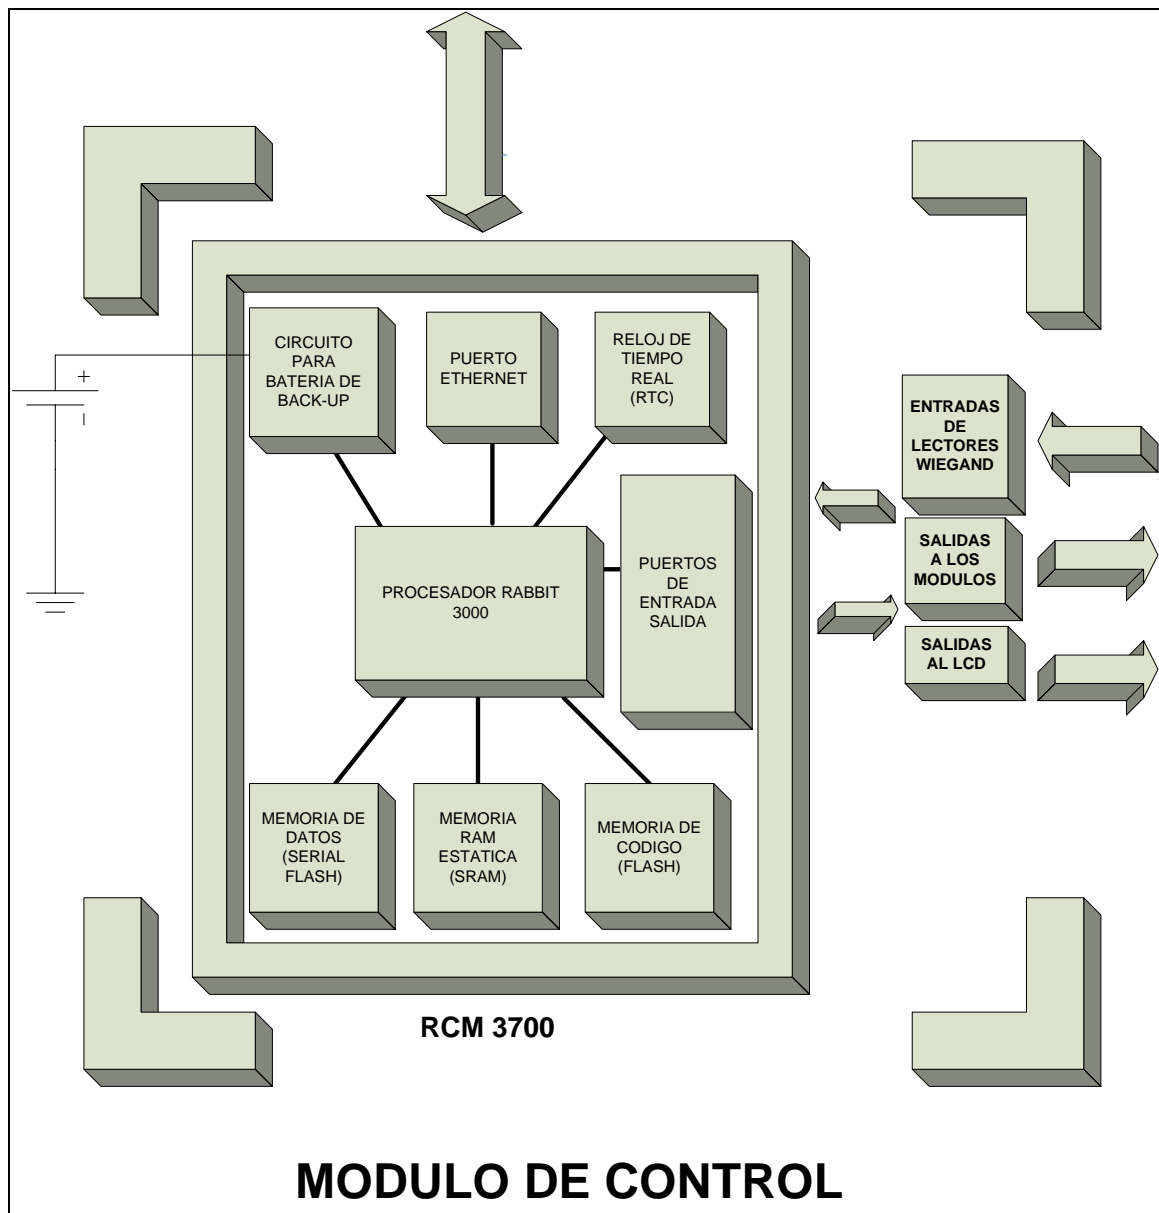 CIRCUITO
PARA
BATERIA DE
BACK-UP
PUERTO
ETHERNET
RELOJ DE
TIEMPO
REAL
(RTC)
+
-
ENTRADAS
DE
LECTORES
WIEGAND
SALIDAS
A LOS
MODULOS
SALIDAS
AL LCD
PROCESADOR RABBIT
3000
PUERTOS
DE
ENTRADA
SALIDA
MEMORIA DE
DATOS
(SERIAL
FLASH)
MEMORIA
RAM
ESTATICA
(SRAM)
MEMORIA DE
CODIGO
(FLASH)
RCM 3700
MODULO DE CONTROL